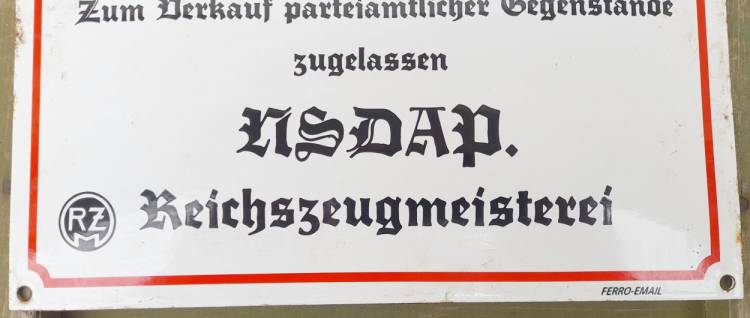 Zum Verkauf parteiamtlicher Gegenstände
zugelassen
NSDAP.
Reichszeugmeisterei
RZM
FERRO-EMAIL